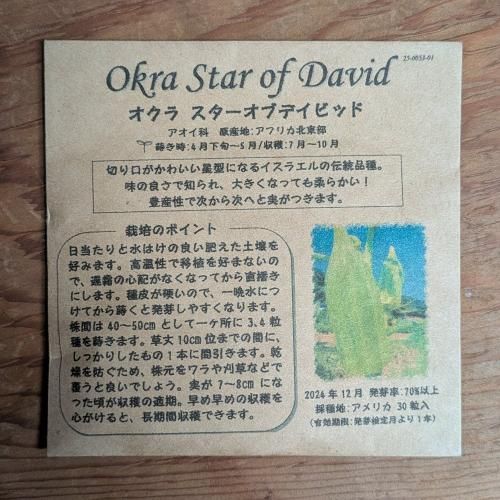 Okra Star of David
25-0053-01
オクラ スターオブデイビッド
アオイ科 原産地:アフリカ北東部
蒔き時:4月下旬〜5月/収穫:7月〜10月
切り口がかわいい星型になるイスラエルの伝統品種。
味の良さで知られ、大きくなっても柔らかい!
豊産性で次から次へと実がつきます。
栽培のポイント
日当たりと水はけの良い肥えた土壌を
好みます。高温性で移植を好まないの
で、遅霜の心配がなくなってから直播き
にします。種皮が硬いので、一晩水につ
けてから蒔くと発芽しやすくなります。
株間は40〜50cmとして一ヶ所に3、4粒
種を蒔きます。草丈10cm位までの間に、
しっかりしたもの1本に間引きます。乾
燥を防ぐため、株元をワラや刈草などで
覆うと良いでしょう。実が7〜8cmにな
った頃が収穫の適期。早め早めの収穫を
心がけると、長期間収穫できます。
2024年12月 発芽率:70%以上
採種地:アメリカ 30粒入
(有効期限:発芽検定月より1年)